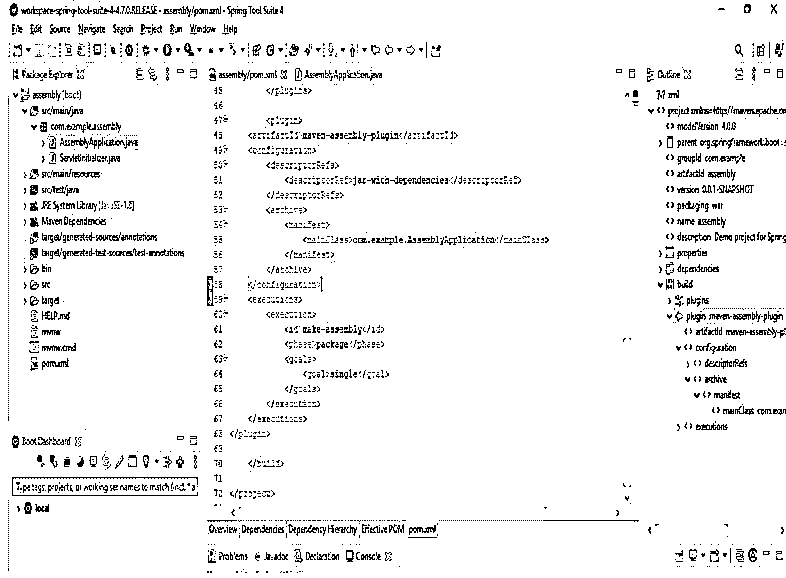 workspace-spring-tool-suite-4-4.7.0.RELEASE - assembly/pom.xml - Spring Tool Suite 4
File Edit Source Navigate Search Project Run Window Help
Package Explorer
assembly [boot]
src/main/java
com.example.assembly
AssemblyApplication.java
ServletInitializer.java
src/main/resources
src/test/java
JRE System Library [JavaSE-1.8]
Maven Dependencies
target/generated-sources/annotations
target/generated-test-sources/test-annotations
bin
src
target
HELP.md
mvnw
mvnw.cmd
pom.xml
Boot Dashboard
Type tags, projects, or working set names to match (incl. * a
local
assembly/pom.xml AssemblyApplication.java
45 </plugins>
46
47 <plugin>
48 <artifactId>maven-assembly-plugin</artifactId>
49 <configuration>
50 <descriptorRefs>
51 <descriptorRef>jar-with-dependencies</descriptorRef>
52 </descriptorRefs>
53 <archive>
54 <manifest>
55 <mainClass>com.example.AssemblyApplication</mainClass>
56 </manifest>
57 </archive>
58 </configuration>
59 <executions>
60 <execution>
61 <id>make-assembly</id>
62 <phase>package</phase>
63 <goals>
64 <goal>single</goal>
65 </goals>
66 </execution>
67 </executions>
68 </plugin>
69
70 </build>
71
72 </project>
Overview Dependencies Dependency Hierarchy Effective POM pom.xml
Problems Javadoc Declaration Console
Outline
?-? xml
project xmlns=http://maven.apache.or
modelVersion 4.0.0
parent org.springframework.boot : s
groupId com.example
artifactId assembly
version 0.0.1-SNAPSHOT
packaging war
name assembly
description Demo project for Spring
properties
dependencies
build
plugins
plugin maven-assembly-plugin
artifactId maven-assembly-pl
configuration
descriptorRefs
archive
manifest
mainClass com.exam
executions